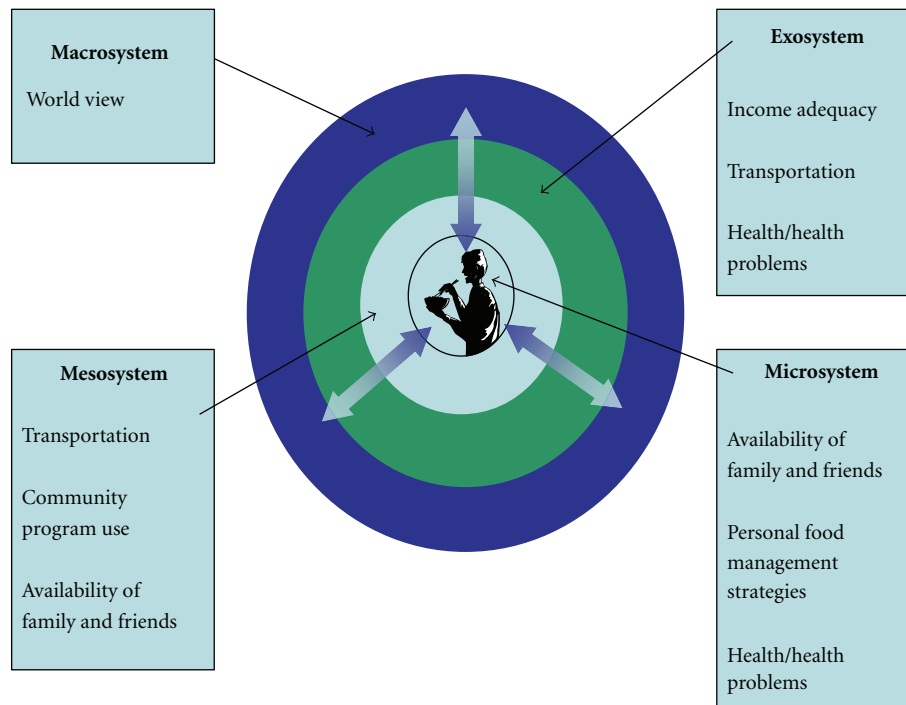 Macrosystem
World view
Exosystem
Income adequacy
Transportation
Health/health
problems
Mesosystem
Transportation
Community
program use
Availability of
family and friends
Microsystem
Availability of
family and friends
Personal food
management
strategies
Health/health
problems